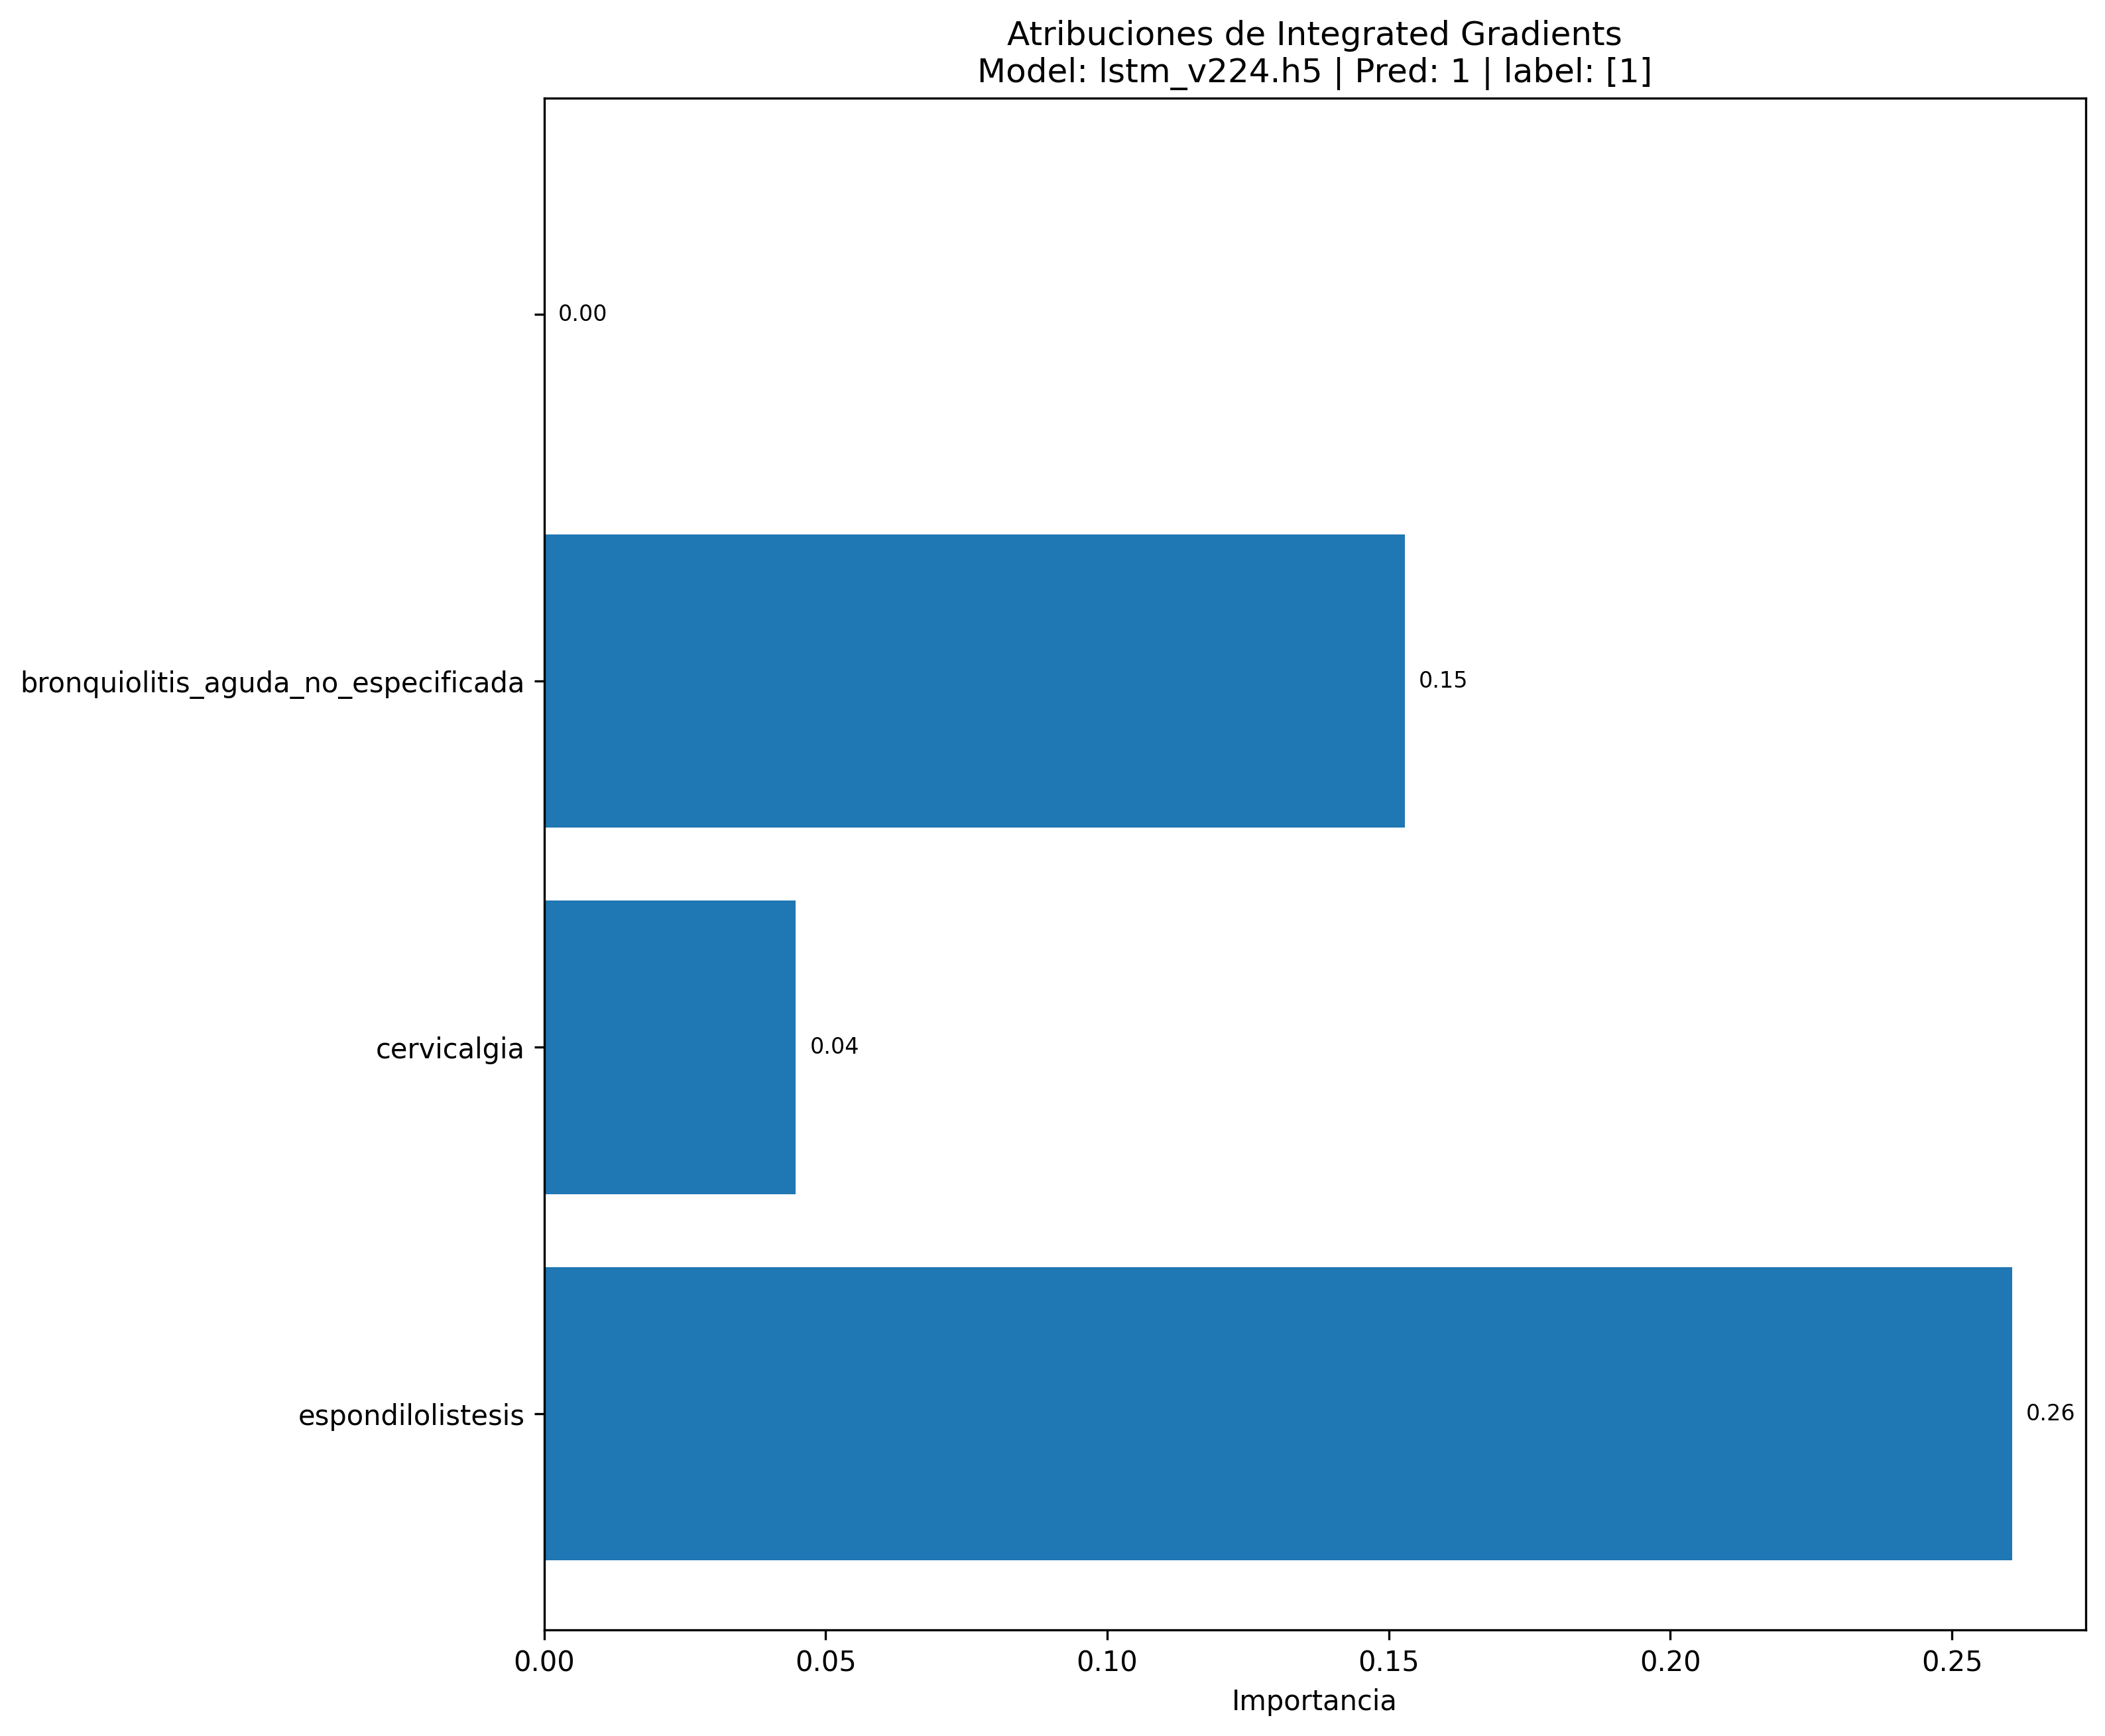 Atribuciones de Integrated Gradients
Model: lstm_v224.h5 | Pred: 1 | label: [1]
0.00
bronquiolitis_aguda_no_especificada
0.15
cervicalgia
0.04
espondilolistesis
0.26
0.00 0.05 0.10 0.15 0.20 0.25
Importancia